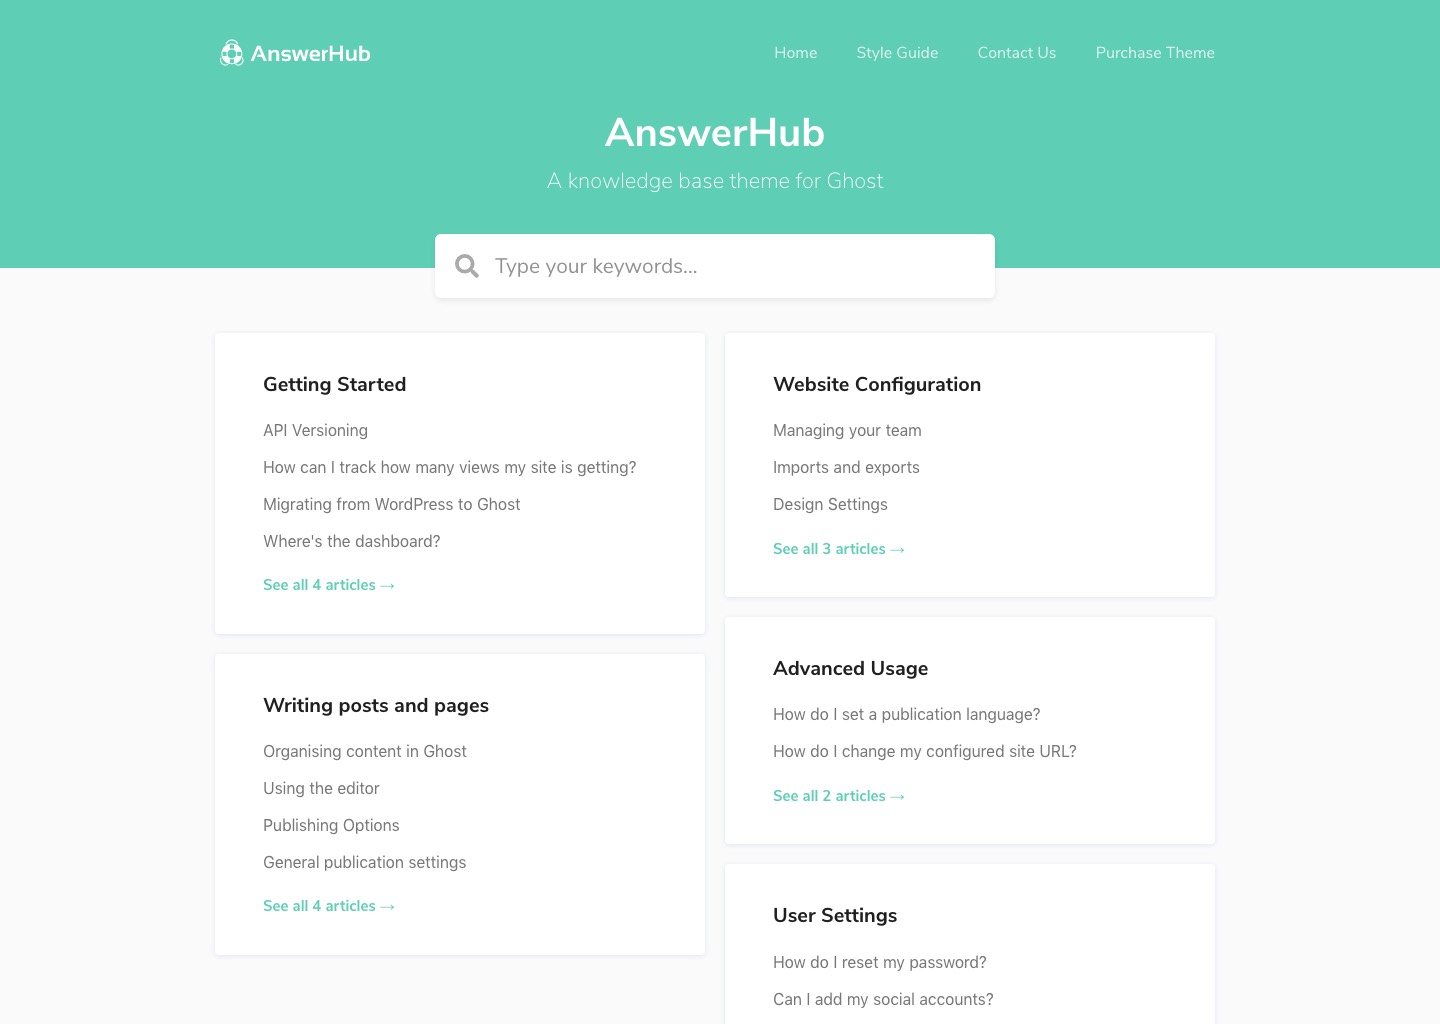 AnswerHub
Home
Style Guide
Contact Us
Purchase Theme
AnswerHub
A knowledge base theme for Ghost
Type your keywords...
Getting Started
API Versioning
How can I track how many views my site is getting?
Migrating from WordPress to Ghost
Where's the dashboard?
See all 4 articles →
Writing posts and pages
Organising content in Ghost
Using the editor
Publishing Options
General publication settings
See all 4 articles →
Website Configuration
Managing your team
Imports and exports
Design Settings
See all 3 articles →
Advanced Usage
How do I set a publication language?
How do I change my configured site URL?
See all 2 articles →
User Settings
How do I reset my password?
Can I add my social accounts?